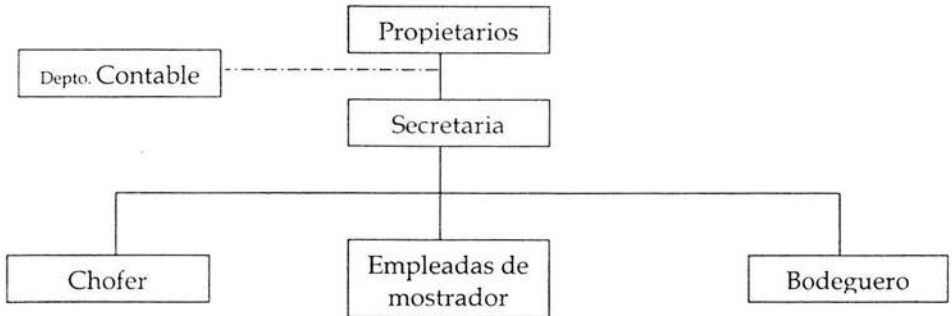 Propietarios
Depto. Contable
Secretaria
Chofer
Empleadas de
mostrador
Bodeguero